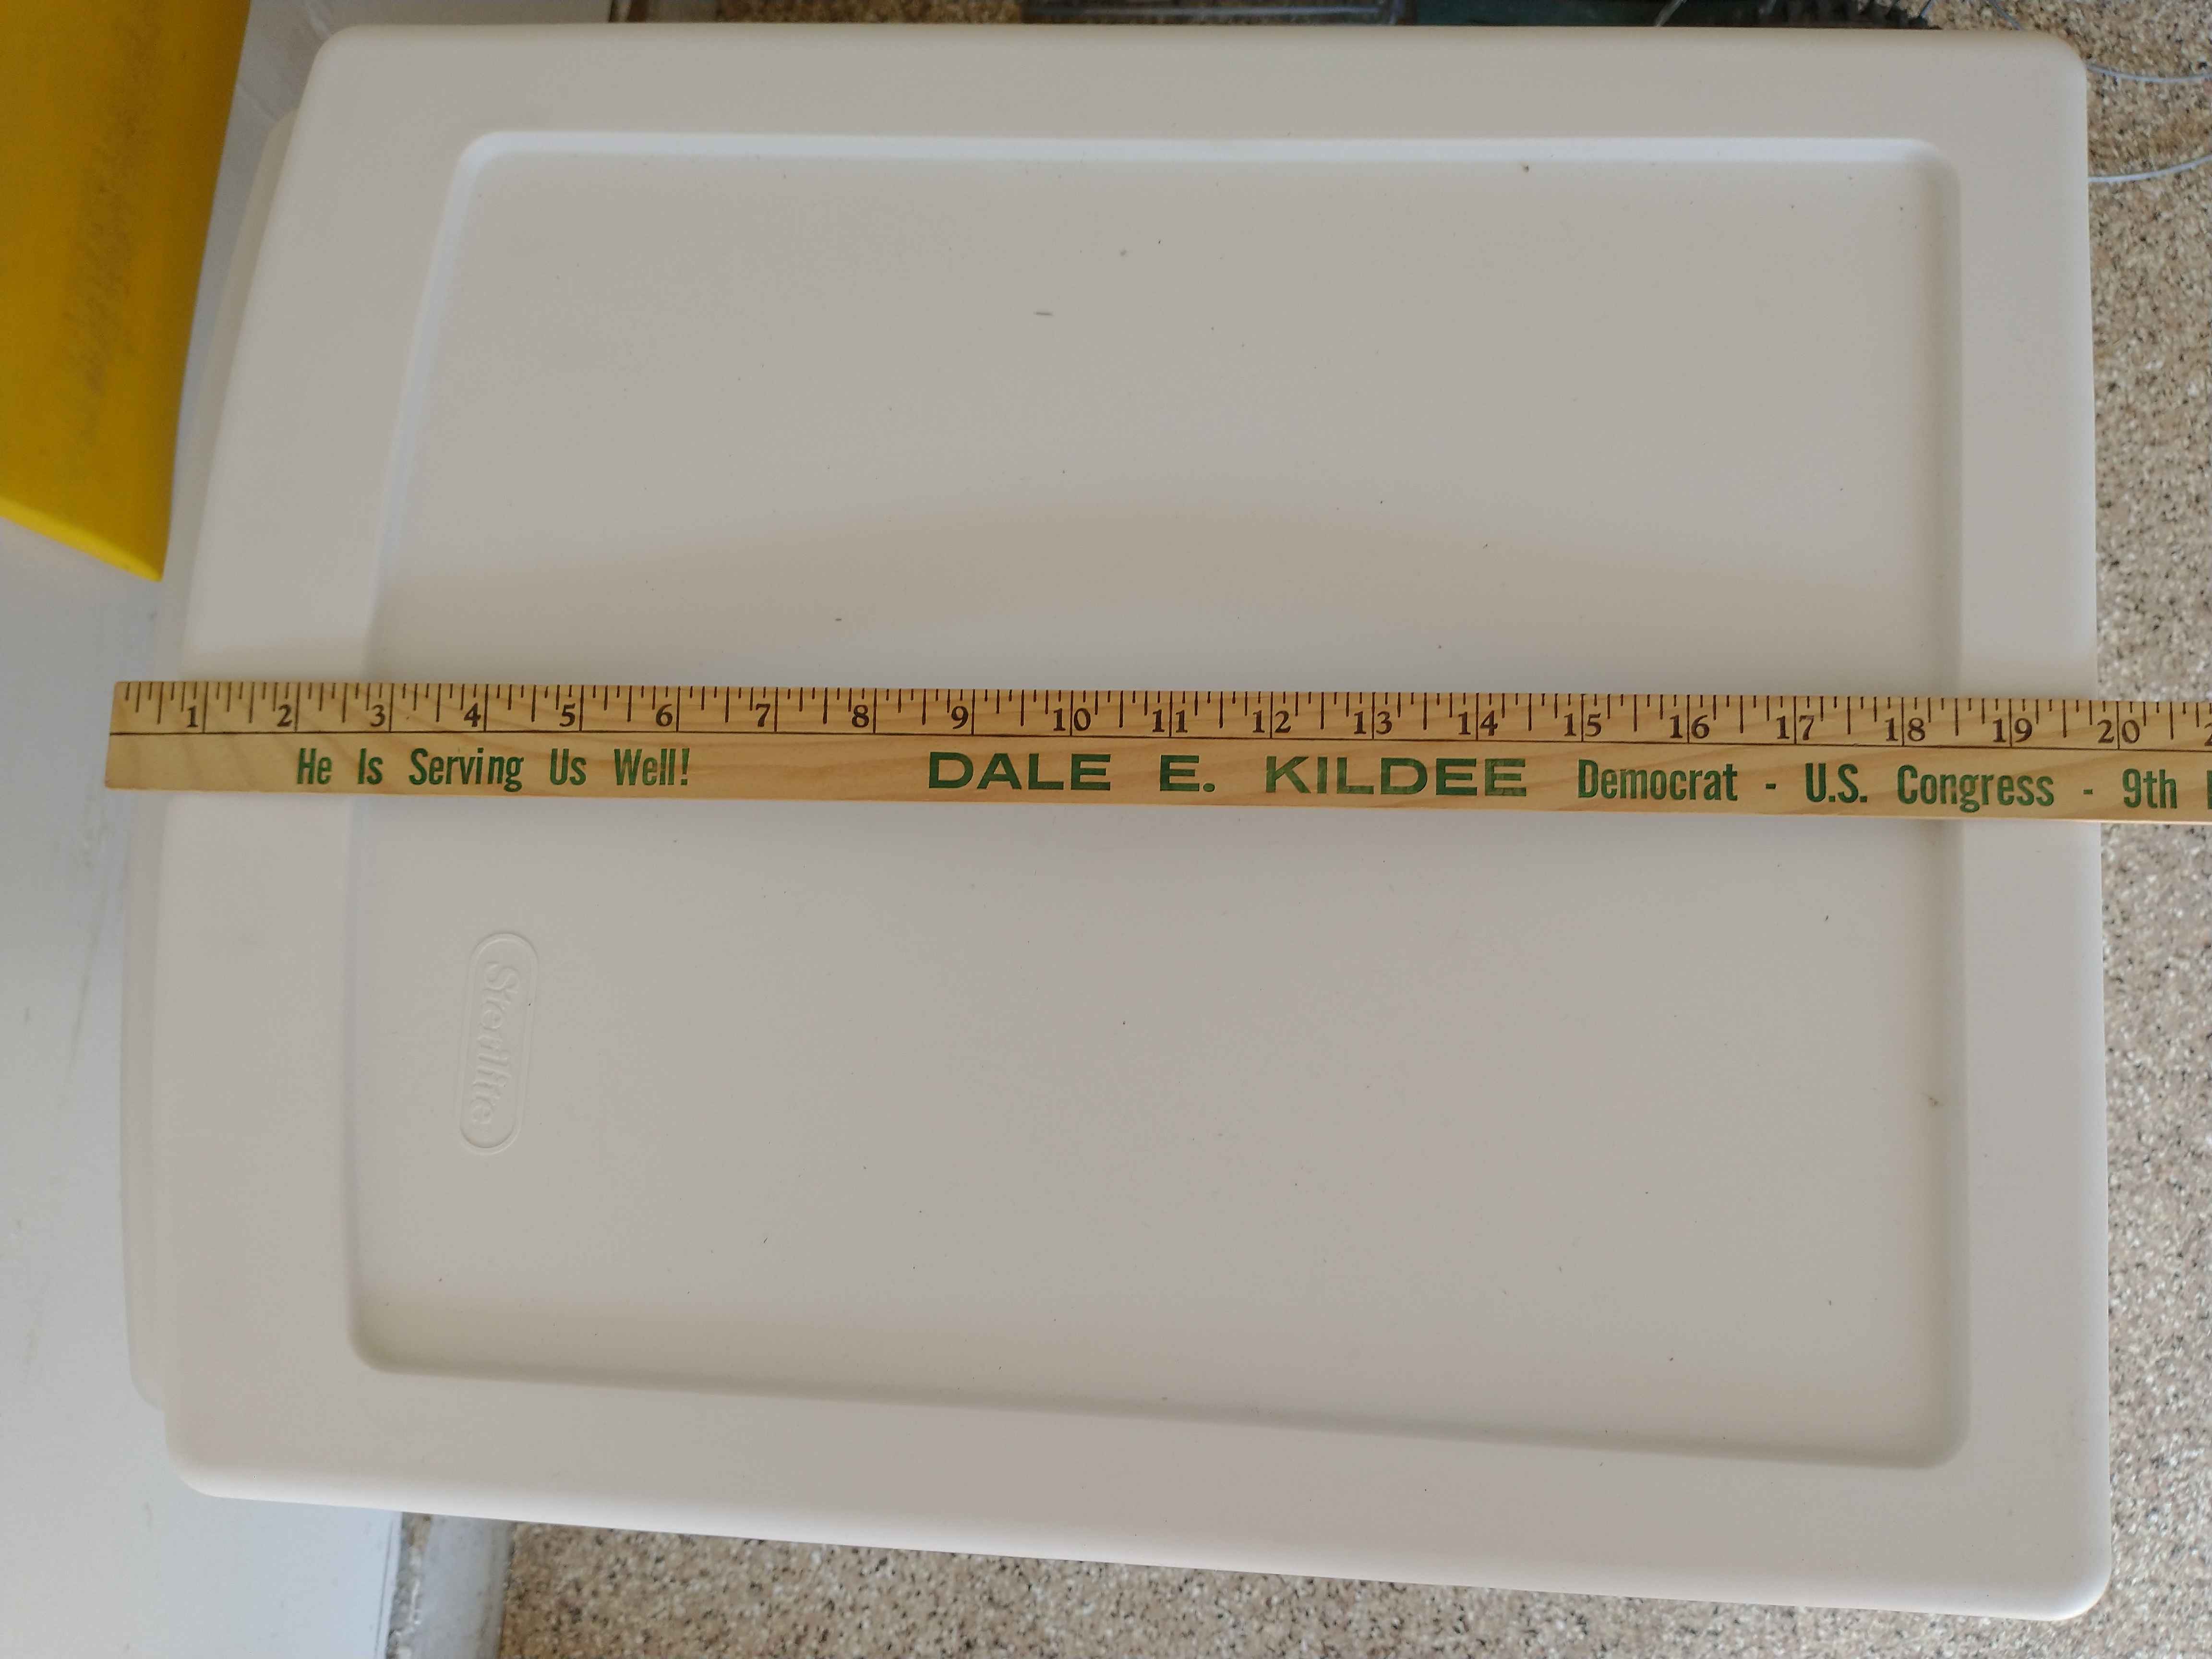 1 2 3 4 5 6 7 8 9 10 11 12 13 14 15 16 17 18 19 20
He Is Serving Us Well! DALE E. KILDEE Democrat - U.S. Congress - 9th
Sterilite